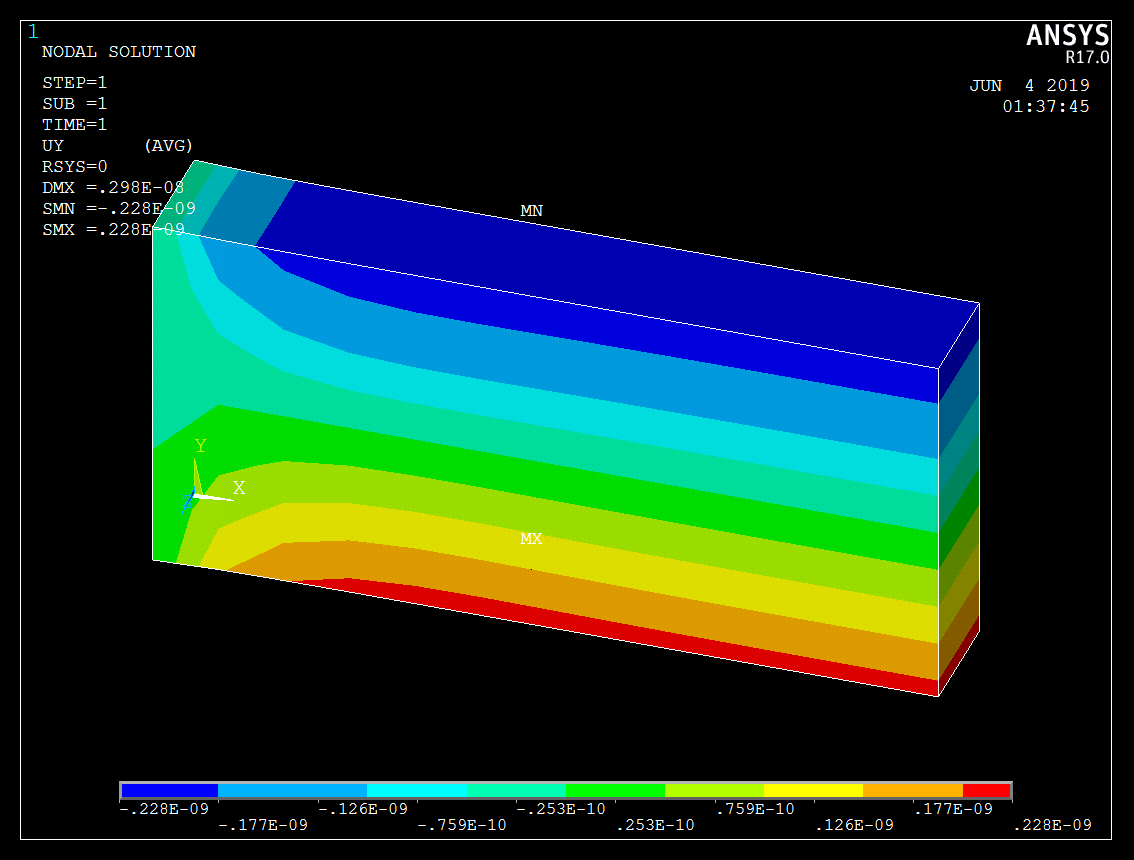 1
NODAL SOLUTION
STEP=1
SUB =1
TIME=1
UY (AVG)
RSYS=0
DMX =.298E-08
SMN =-.228E-09
SMX =.228E-09
ANSYS
R17.0
JUN 4 2019
01:37:45
MN
Y
X
MX
-.228E-09 -.126E-09 -.253E-10 .759E-10 .177E-09
-.177E-09 -.759E-10 .253E-10 .126E-09 .228E-09